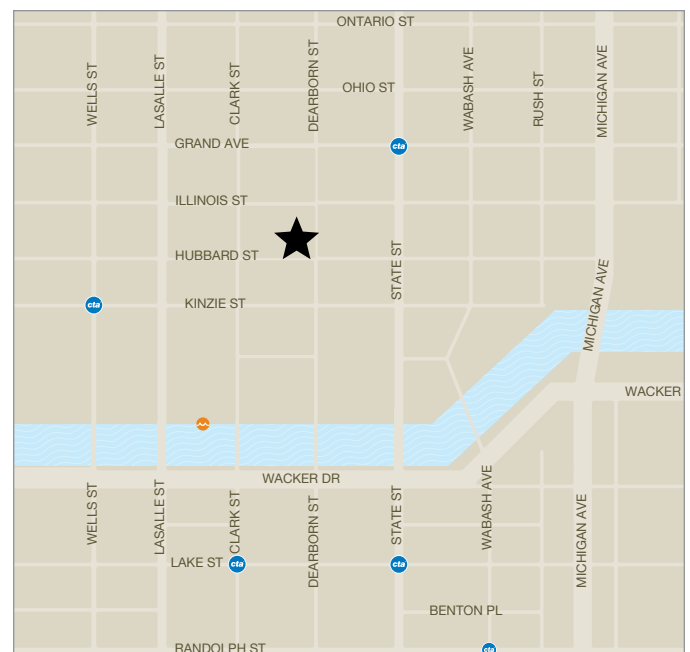 ONTARIO ST
WELLS ST
LASALLE ST
CLARK ST
DEARBORN ST
OHIO ST
WABASH AVE
RUSH ST
MICHIGAN AVE
GRAND AVE
cta
ILLINOIS ST
HUBBARD ST
STATE ST
MICHIGAN AVE
cta
KINZIE ST
WACKER
WACKER DR
WELLS ST
LASALLE ST
CLARK ST
DEARBORN ST
STATE ST
WABASH AVE
MICHIGAN AVE
LAKE ST
cta
cta
BENTON PL
RANDOLPH ST
cta